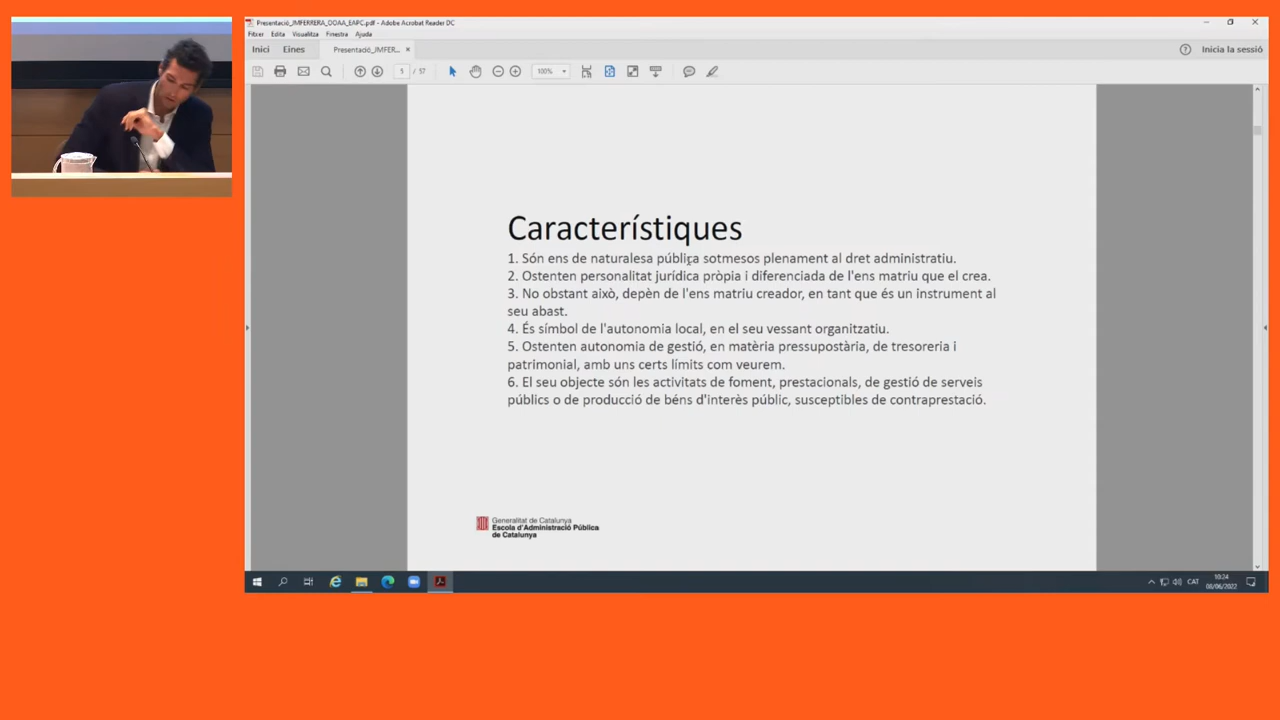 Presentació_JMFERRERA_OOAA_EAPC.pdf - Adobe Acrobat Reader DC
Fitxer Edita Visualitza Finestra Ajuda
Inici Eines Presentació_JMFER... × Inicia la sessió
5 / 57 100%
Característiques
1. Són ens de naturalesa pública sotmesos plenament al dret administratiu.
2. Ostenten personalitat jurídica pròpia i diferenciada de l'ens matriu que el crea.
3. No obstant això, depèn de l'ens matriu creador, en tant que és un instrument al
seu abast.
4. És símbol de l'autonomia local, en el seu vessant organitzatiu.
5. Ostenten autonomia de gestió, en matèria pressupostària, de tresoreria i
patrimonial, amb uns certs límits com veurem.
6. El seu objecte són les activitats de foment, prestacionals, de gestió de serveis
públics o de producció de béns d'interès públic, susceptibles de contraprestació.
Generalitat de Catalunya
Escola d'Administració Pública
de Catalunya
CAT
10:24
08/06/2022